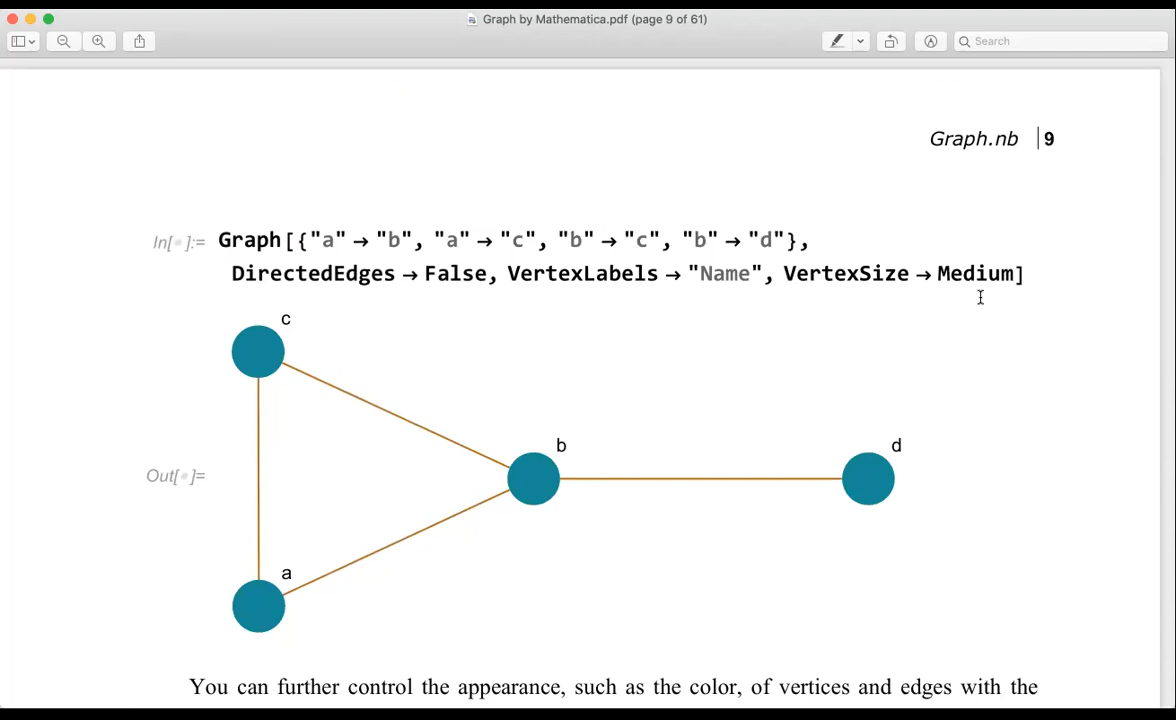 Graph by Mathematica.pdf (page 9 of 61)
Search
Graph.nb | 9
In[ ]:= Graph[{"a" → "b", "a" → "c", "b" → "c", "b" → "d"},
DirectedEdges → False, VertexLabels → "Name", VertexSize → Medium]
c
b
d
Out[ ]=
a
You can further control the appearance, such as the color, of vertices and edges with the